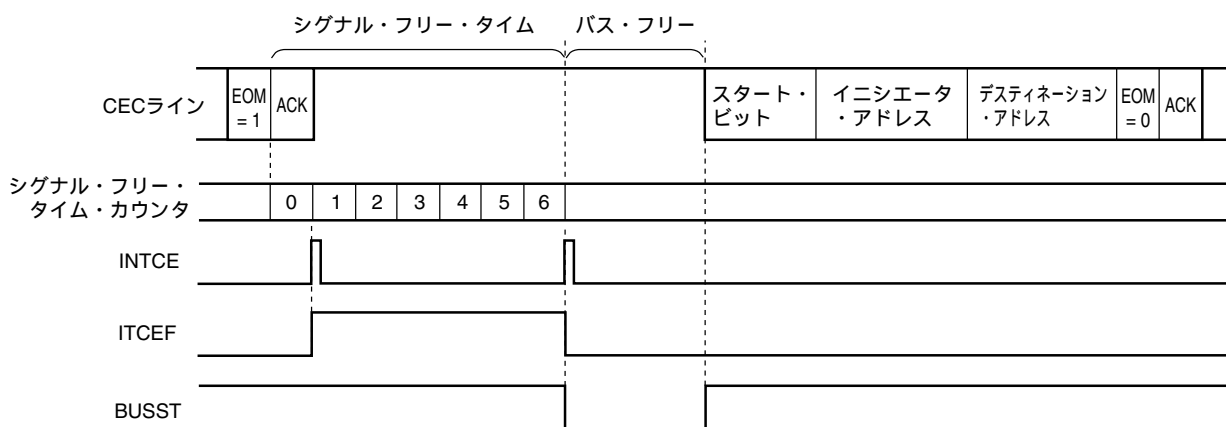 シグナル・フリー・タイム バス・フリー
CECライン
EOM
= 1
ACK
スタート・
ビット
イニシエータ
・アドレス
デスティネーション
・アドレス
EOM
= 0
ACK
シグナル・フリー・
タイム・カウンタ
0 1 2 3 4 5 6
INTCE
ITCEF
BUSST